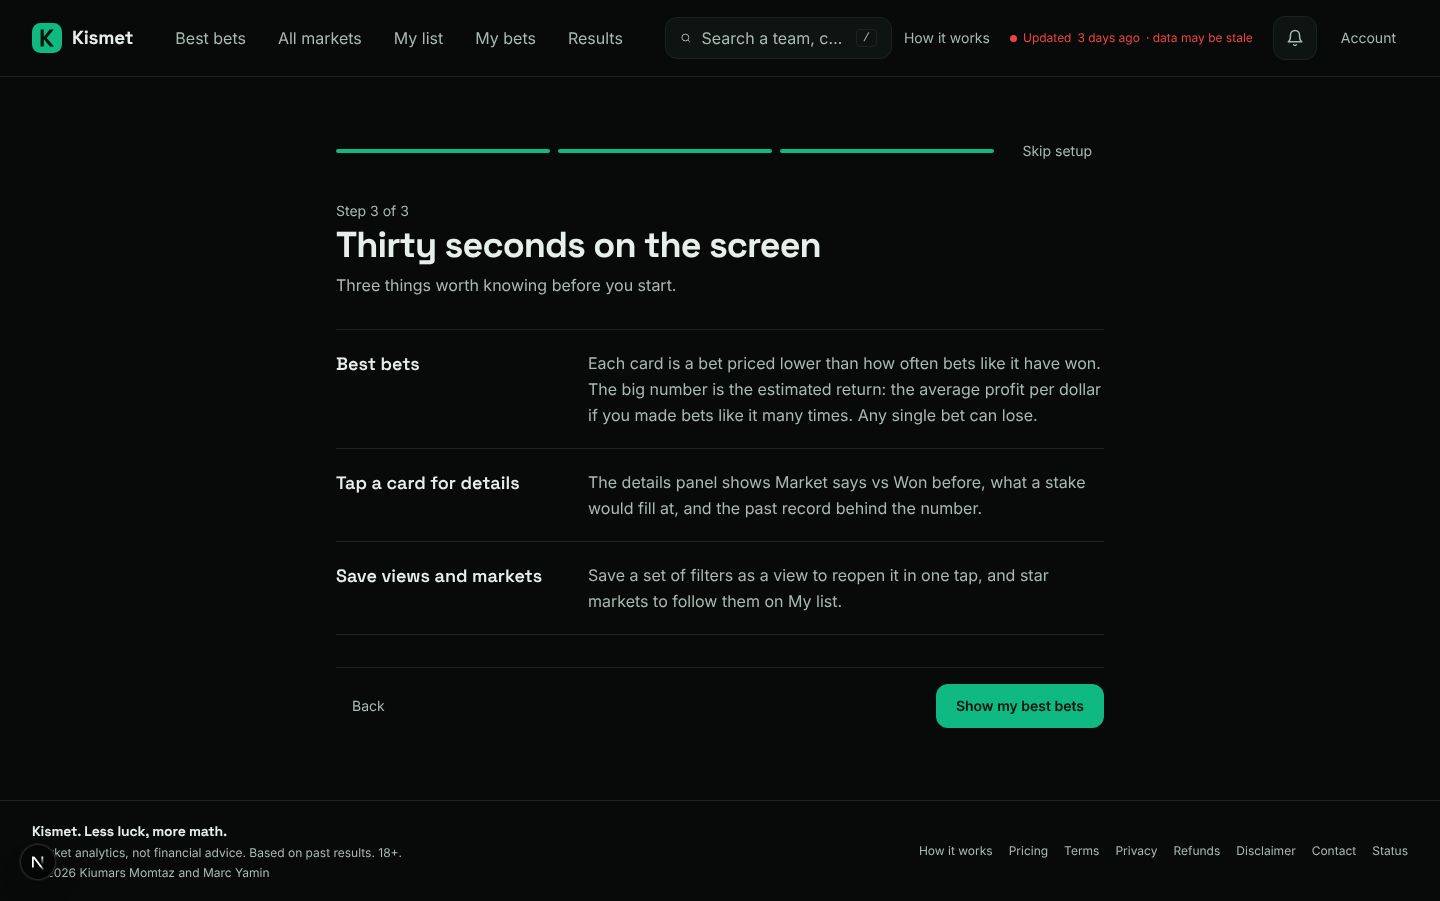 K Kismet Best bets All markets My list My bets Results Search a team, c... / How it works Updated 3 days ago · data may be stale Account
Skip setup
Step 3 of 3
Thirty seconds on the screen
Three things worth knowing before you start.
Best bets
Each card is a bet priced lower than how often bets like it have won.
The big number is the estimated return: the average profit per dollar
if you made bets like it many times. Any single bet can lose.
Tap a card for details
The details panel shows Market says vs Won before, what a stake
would fill at, and the past record behind the number.
Save views and markets
Save a set of filters as a view to reopen it in one tap, and star
markets to follow them on My list.
Back
Show my best bets
Kismet. Less luck, more math.
analytics, not financial advice. Based on past results. 18+.
Kiumars Momtaz and Marc Yamin
N
How it works Pricing Terms Privacy Refunds Disclaimer Contact Status